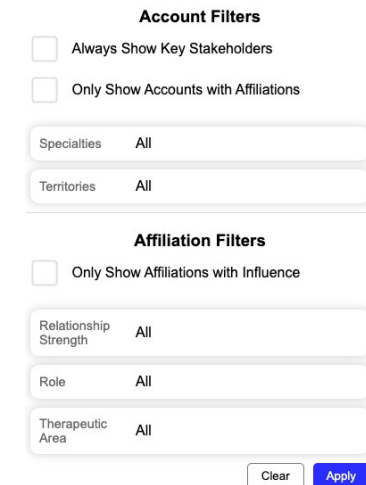 Account Filters
Always Show Key Stakeholders
Only Show Accounts with Affiliations
Specialties All
Territories All
Affiliation Filters
Only Show Affiliations with Influence
Relationship
Strength All
Role All
Therapeutic
Area All
Clear Apply